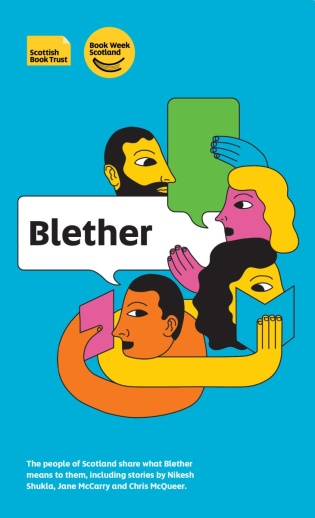 Scottish
Book Trust
Book Week
Scotland
Blether
The people of Scotland share what Blether
means to them, including stories by Nikesh
Shukla, Jane McCarry and Chris McQueer.